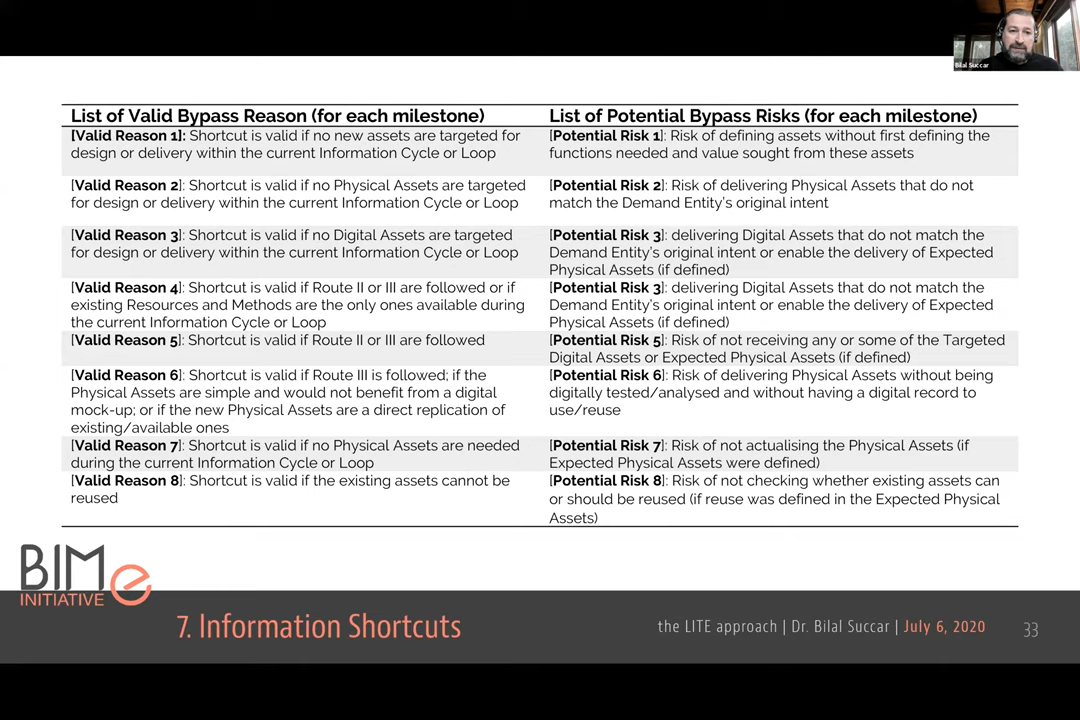 Bilal Succar
List of Valid Bypass Reason (for each milestone)
List of Potential Bypass Risks (for each milestone)
[Valid Reason 1]: Shortcut is valid if no new assets are targeted for
design or delivery within the current Information Cycle or Loop
[Potential Risk 1]: Risk of defining assets without first defining the
functions needed and value sought from these assets
[Valid Reason 2]: Shortcut is valid if no Physical Assets are targeted
for design or delivery within the current Information Cycle or Loop
[Potential Risk 2]: Risk of delivering Physical Assets that do not
match the Demand Entity's original intent
[Valid Reason 3]: Shortcut is valid if no Digital Assets are targeted
for design or delivery within the current Information Cycle or Loop
[Potential Risk 3]: delivering Digital Assets that do not match the
Demand Entity's original intent or enable the delivery of Expected
Physical Assets (if defined)
[Valid Reason 4]: Shortcut is valid if Route II or III are followed or if
existing Resources and Methods are the only ones available during
the current Information Cycle or Loop
[Potential Risk 3]: delivering Digital Assets that do not match the
Demand Entity's original intent or enable the delivery of Expected
Physical Assets (if defined)
[Valid Reason 5]: Shortcut is valid if Route II or III are followed
[Potential Risk 5]: Risk of not receiving any or some of the Targeted
Digital Assets or Expected Physical Assets (if defined)
[Valid Reason 6]: Shortcut is valid if Route III is followed; if the
Physical Assets are simple and would not benefit from a digital
mock-up; or if the new Physical Assets are a direct replication of
existing/available ones
[Potential Risk 6]: Risk of delivering Physical Assets without being
digitally tested/analysed and without having a digital record to
use/reuse
[Valid Reason 7]: Shortcut is valid if no Physical Assets are needed
during the current Information Cycle or Loop
[Potential Risk 7]: Risk of not actualising the Physical Assets (if
Expected Physical Assets were defined)
[Valid Reason 8]: Shortcut is valid if the existing assets cannot be
reused
[Potential Risk 8]: Risk of not checking whether existing assets can
or should be reused (if reuse was defined in the Expected Physical
Assets)
BIMe
INITIATIVE
7. Information Shortcuts
the LITE approach | Dr. Bilal Succar | July 6, 2020
33